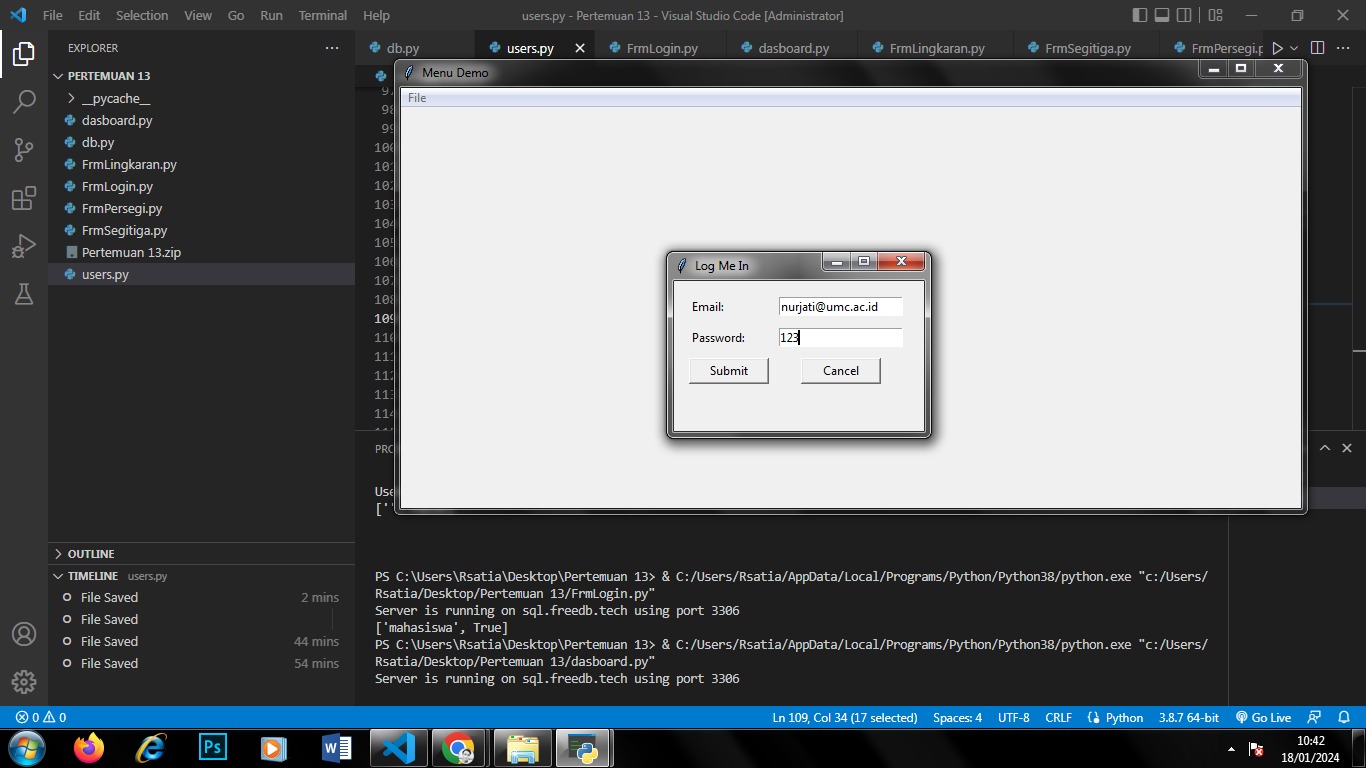 File Edit Selection View Go Run Terminal Help
users.py - Pertemuan 13 - Visual Studio Code [Administrator]
EXPLORER
PERTEMUAN 13
__pycache__
dasboard.py
db.py
FrmLingkaran.py
FrmLogin.py
FrmPersegi.py
FrmSegitiga.py
Pertemuan 13.zip
users.py
OUTLINE
TIMELINE users.py
File Saved 2 mins
File Saved
File Saved 44 mins
File Saved 54 mins
db.py users.py FrmLogin.py dasboard.py FrmLingkaran.py FrmSegitiga.py FrmPersegi.p
98
99
100
101
102
103
104
105
106
107
108
109
110
111
112
113
114
Menu Demo
File
Log Me In
Email: nurjati@umc.ac.id
Password: 123
Submit Cancel
PRO
Use
['
PS C:\Users\Rsatia\Desktop\Pertemuan 13> & C:/Users/Rsatia/AppData/Local/Programs/Python/Python38/python.exe "c:/Users/
Rsatia/Desktop/Pertemuan 13/FrmLogin.py"
Server is running on sql.freedb.tech using port 3306
['mahasiswa', True]
PS C:\Users\Rsatia\Desktop\Pertemuan 13> & C:/Users/Rsatia/AppData/Local/Programs/Python/Python38/python.exe "c:/Users/
Rsatia/Desktop/Pertemuan 13/dasboard.py"
Server is running on sql.freedb.tech using port 3306
0 0 Ln 109, Col 34 (17 selected) Spaces: 4 UTF-8 CRLF Python 3.8.7 64-bit Go Live
Ps
W
10:42
18/01/2024